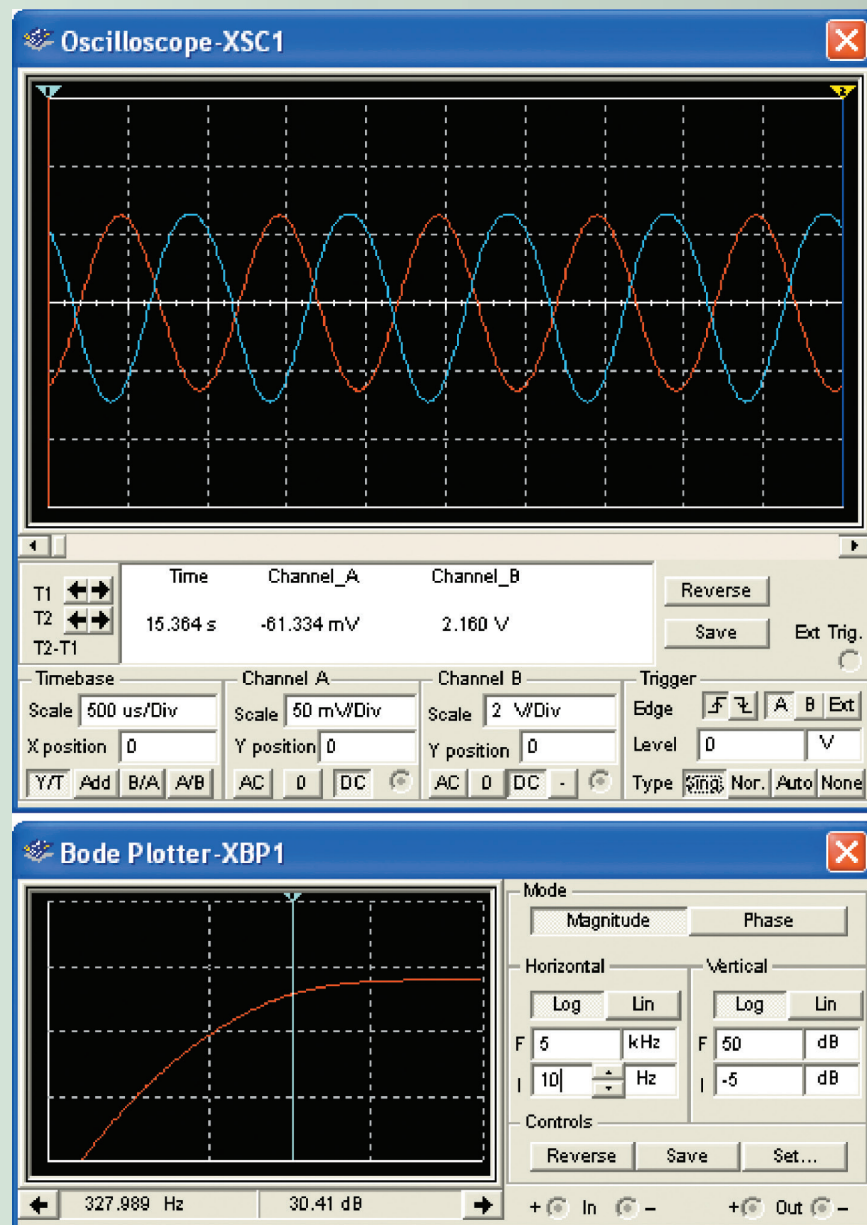 Oscilloscope-XSC1
1 2
Time Channel_A Channel_B
T1
T2 15.364 s -61.334 mV 2.160 V
T2-T1
Reverse
Save Ext Trig.
Timebase Channel A Channel B Trigger
Scale 500 us/Div Scale 50 mV/Div Scale 2 V/Div Edge A B Ext
X position 0 Y position 0 Y position 0 Level 0 V
Y/T Add B/A A/B AC 0 DC AC 0 DC - Type Sing. Nor. Auto None
Bode Plotter-XBP1
Mode
Magnitude Phase
Horizontal Vertical
Log Lin Log Lin
F 5 kHz F 50 dB
I 10 Hz I -5 dB
Controls
Reverse Save Set...
327.989 Hz 30.41 dB + In − + Out −